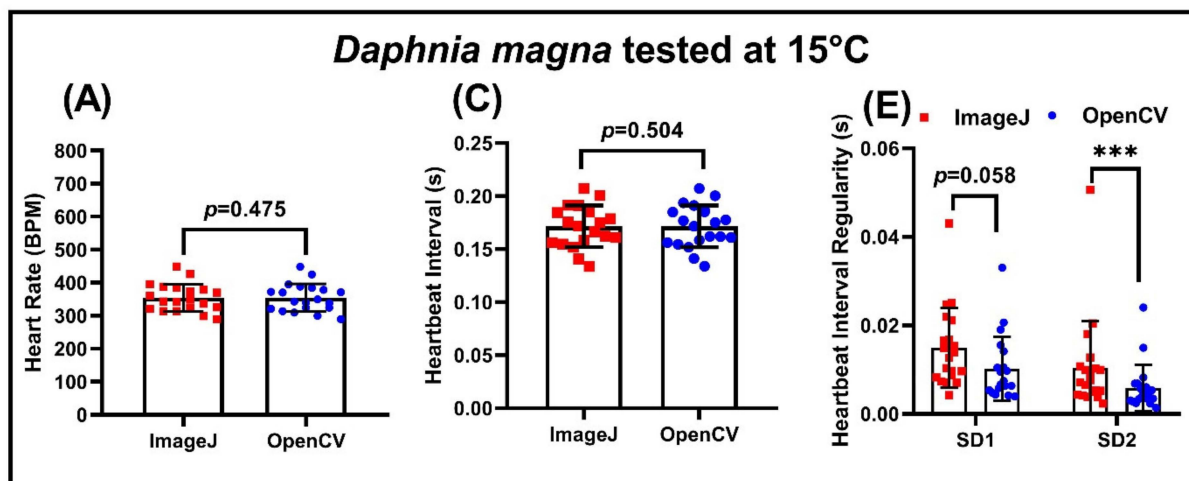 Daphnia magna tested at 15°C
(A)
Heart Rate (BPM)
800
700
600
500
400
300
200
100
0
p=0.475
ImageJ
OpenCV
(C)
Heartbeat Interval (s)
0.25
0.20
0.15
0.10
0.05
0.00
p=0.504
ImageJ
OpenCV
(E)
ImageJ
OpenCV
Heartbeat Interval Regularity (s)
0.06
0.04
0.02
0.00
p=0.058
***
SD1
SD2